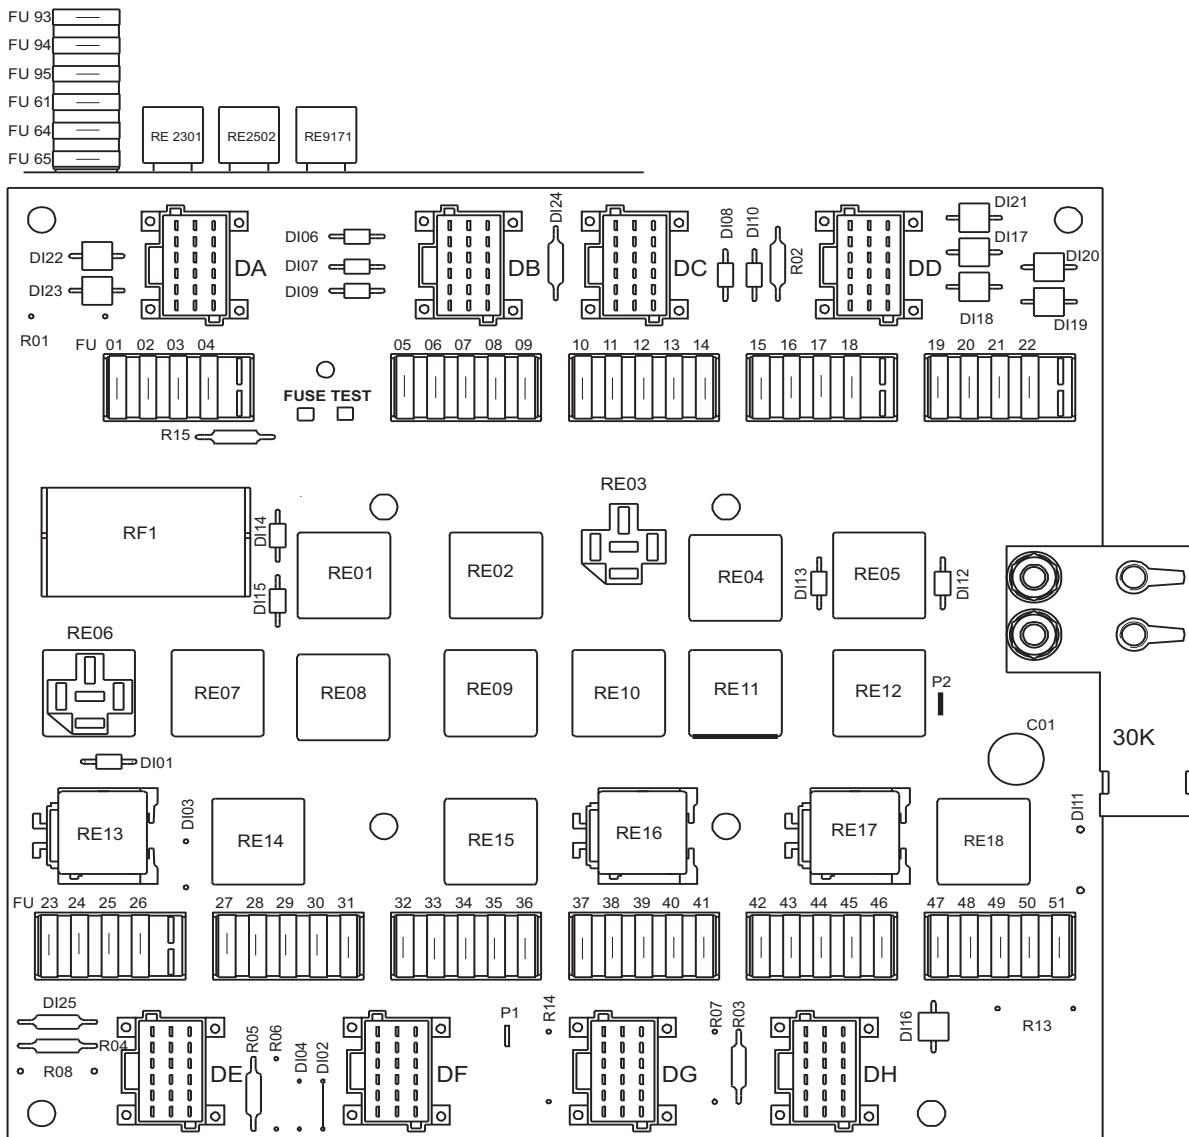 FU 93
FU 94
FU 95
FU 61
FU 64
FU 65
RE 2301 RE2502 RE9171
DI22
DI23
R01
DA
DI06
DI07
DI09
DB
DI24
DC
DI08
DI10
R02
DD
DI21
DI17
DI20
DI18
DI19
FU 01 02 03 04
05 06 07 08 09
10 11 12 13 14
15 16 17 18
19 20 21 22
FUSE TEST
R15
RF1
DI14
DI15
RE01
RE02
RE03
RE04
DI13
RE05
DI12
RE06
RE07
RE08
RE09
RE10
RE11
RE12
P2
C01
30K
DI01
RE13
DI03
RE14
RE15
RE16
RE17
RE18
DI11
FU 23 24 25 26
27 28 29 30 31
32 33 34 35 36
37 38 39 40 41
42 43 44 45 46
47 48 49 50 51
DI25
R04
R08
DE
R05
R06
DI04
DI02
DF
P1
R14
DG
R07
R03
DH
DI16
R13